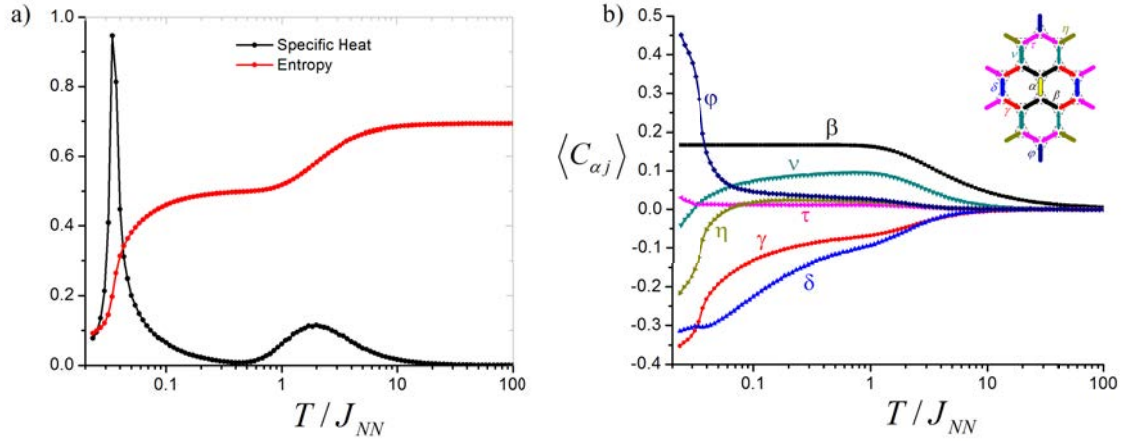 a)
1.0
0.8
0.6
0.4
0.2
0.0
Specific Heat
Entropy
0.1 1 10 100
T / J_NN
b)
0.5
0.4
0.3
0.2
0.1
0.0
-0.1
-0.2
-0.3
-0.4
⟨C_αj⟩
φ
β
ν
τ
η
γ
δ
τ
η
ν
α
δ
β
γ
φ
0.1 1 10 100
T / J_NN